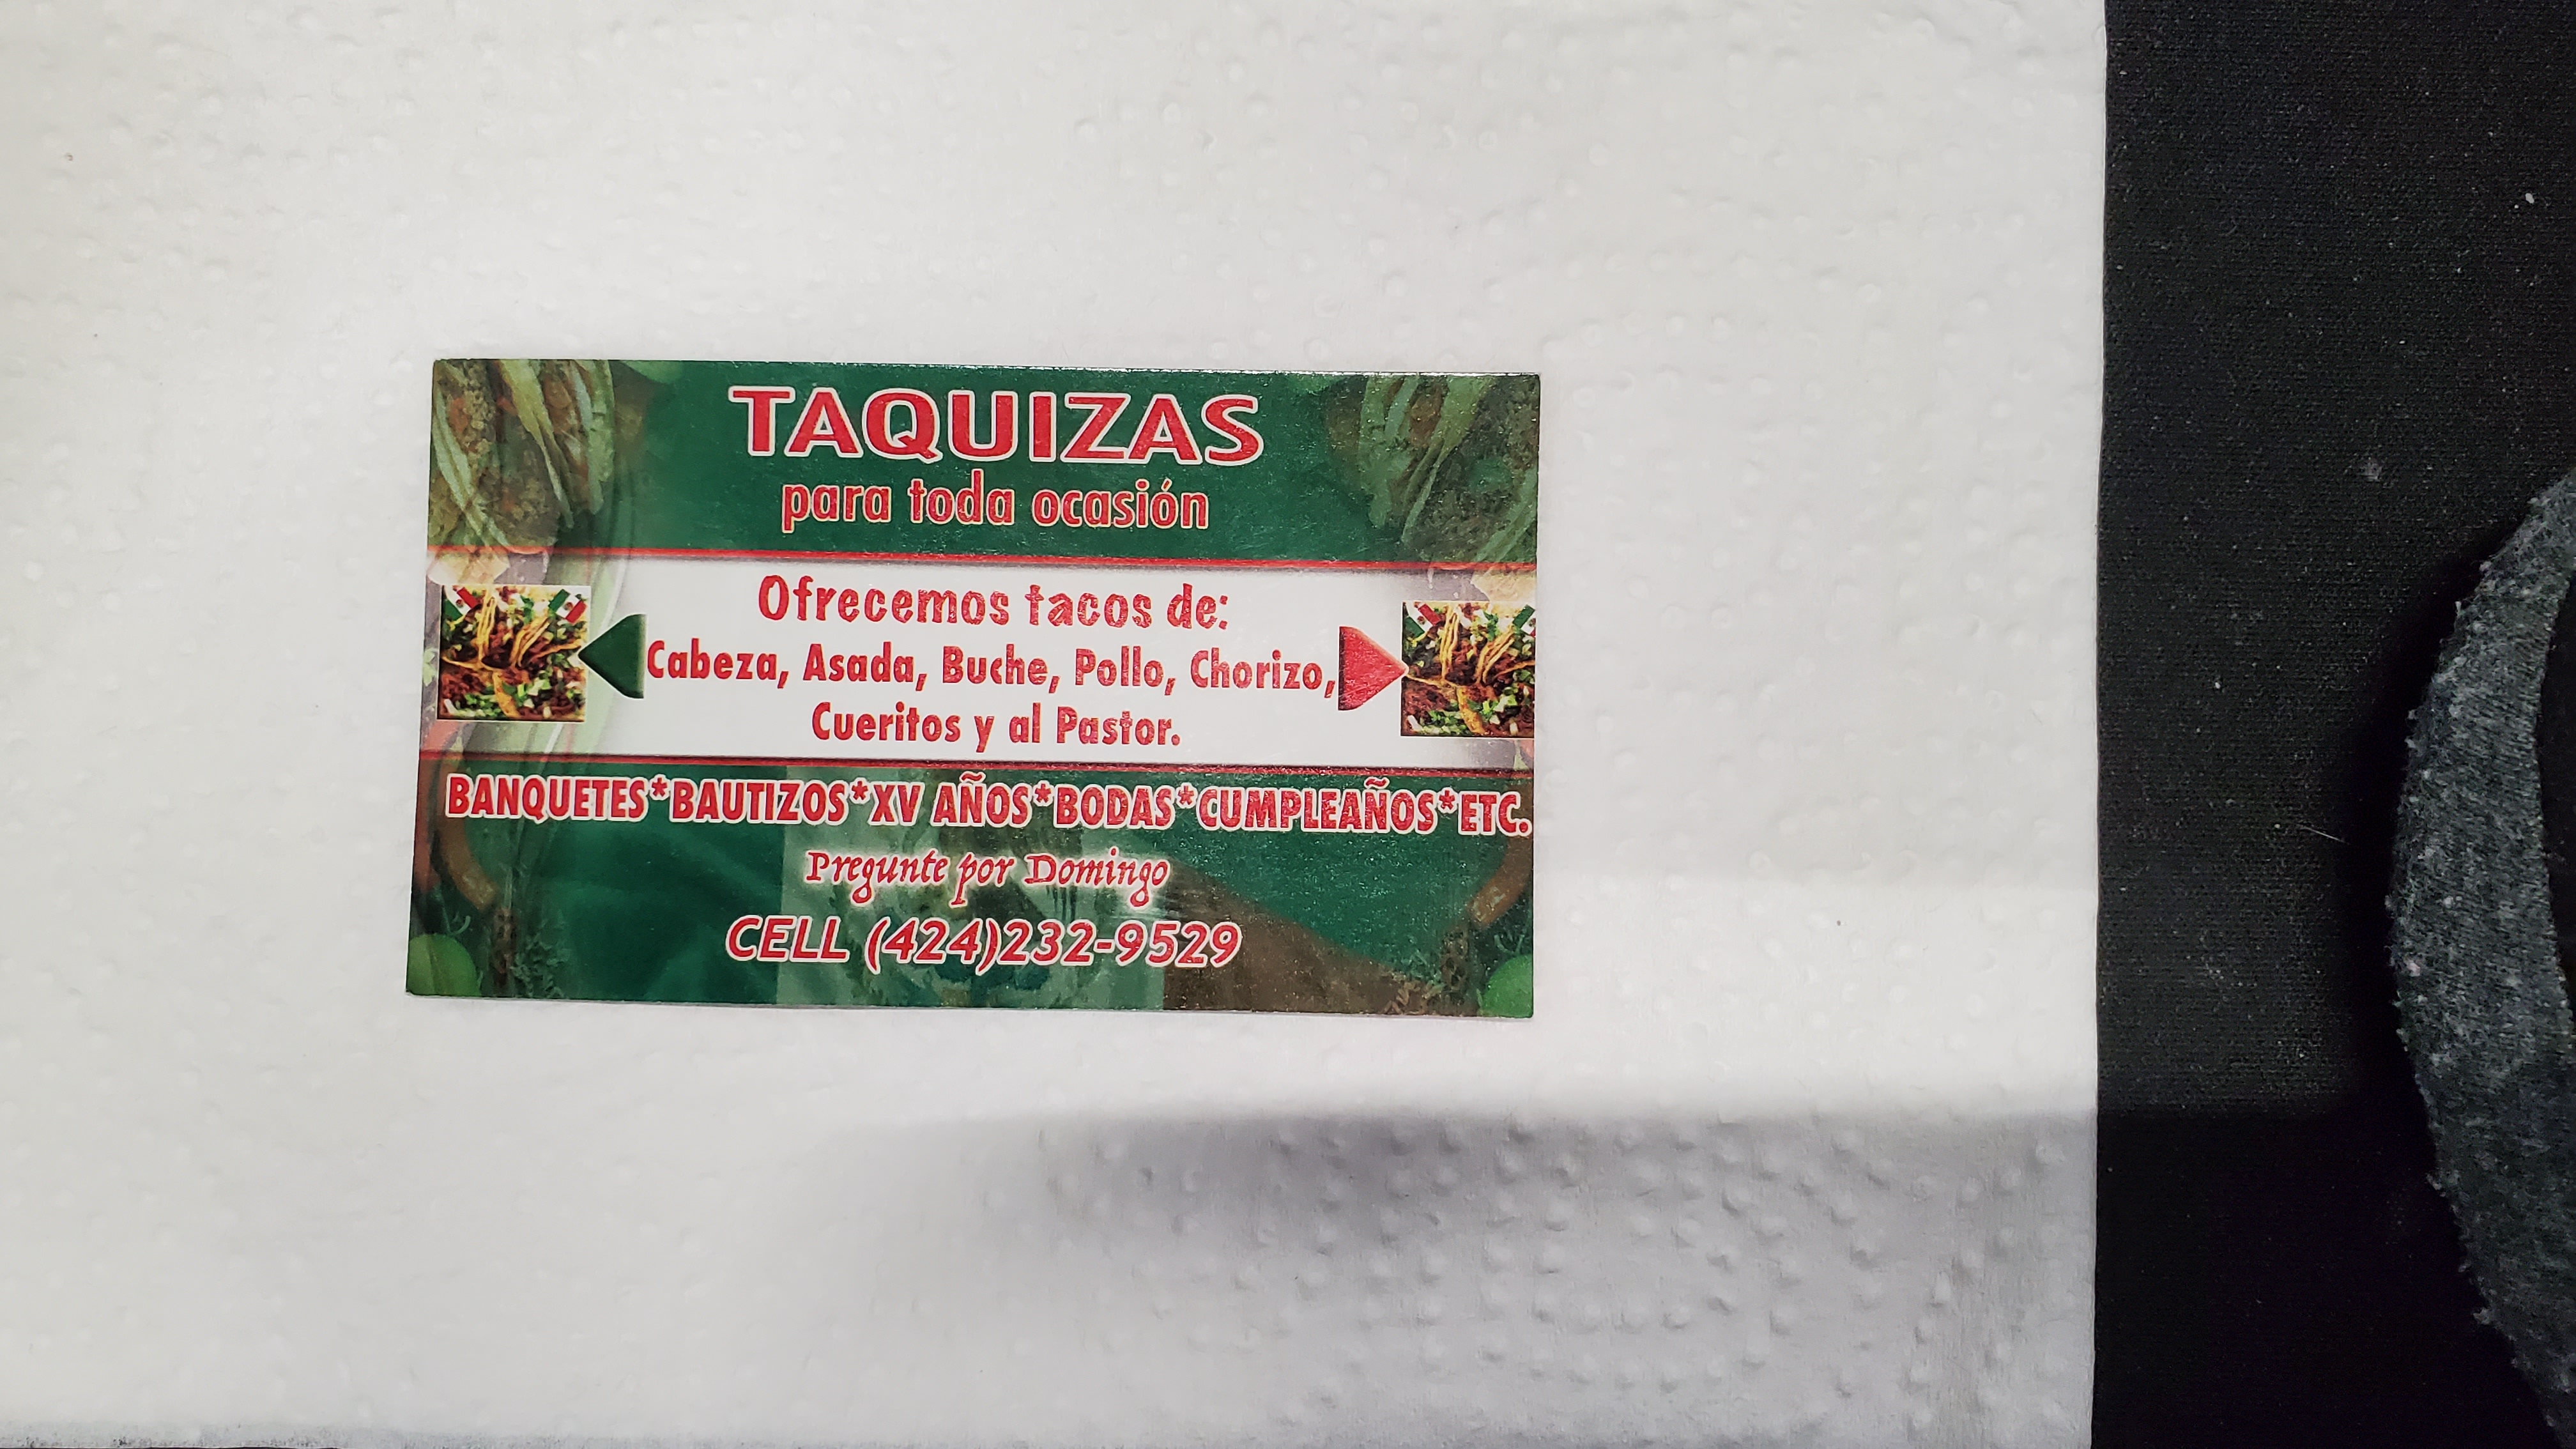 TAQUIZAS
para toda ocasión
Ofrecemos tacos de:
Cabeza, Asada, Buche, Pollo, Chorizo,
Cueritos y al Pastor.
BANQUETES*BAUTIZOS*XV AÑOS*BODAS*CUMPLEAÑOS*ETC.
Pregunte por Domingo
CELL (424)232-9529